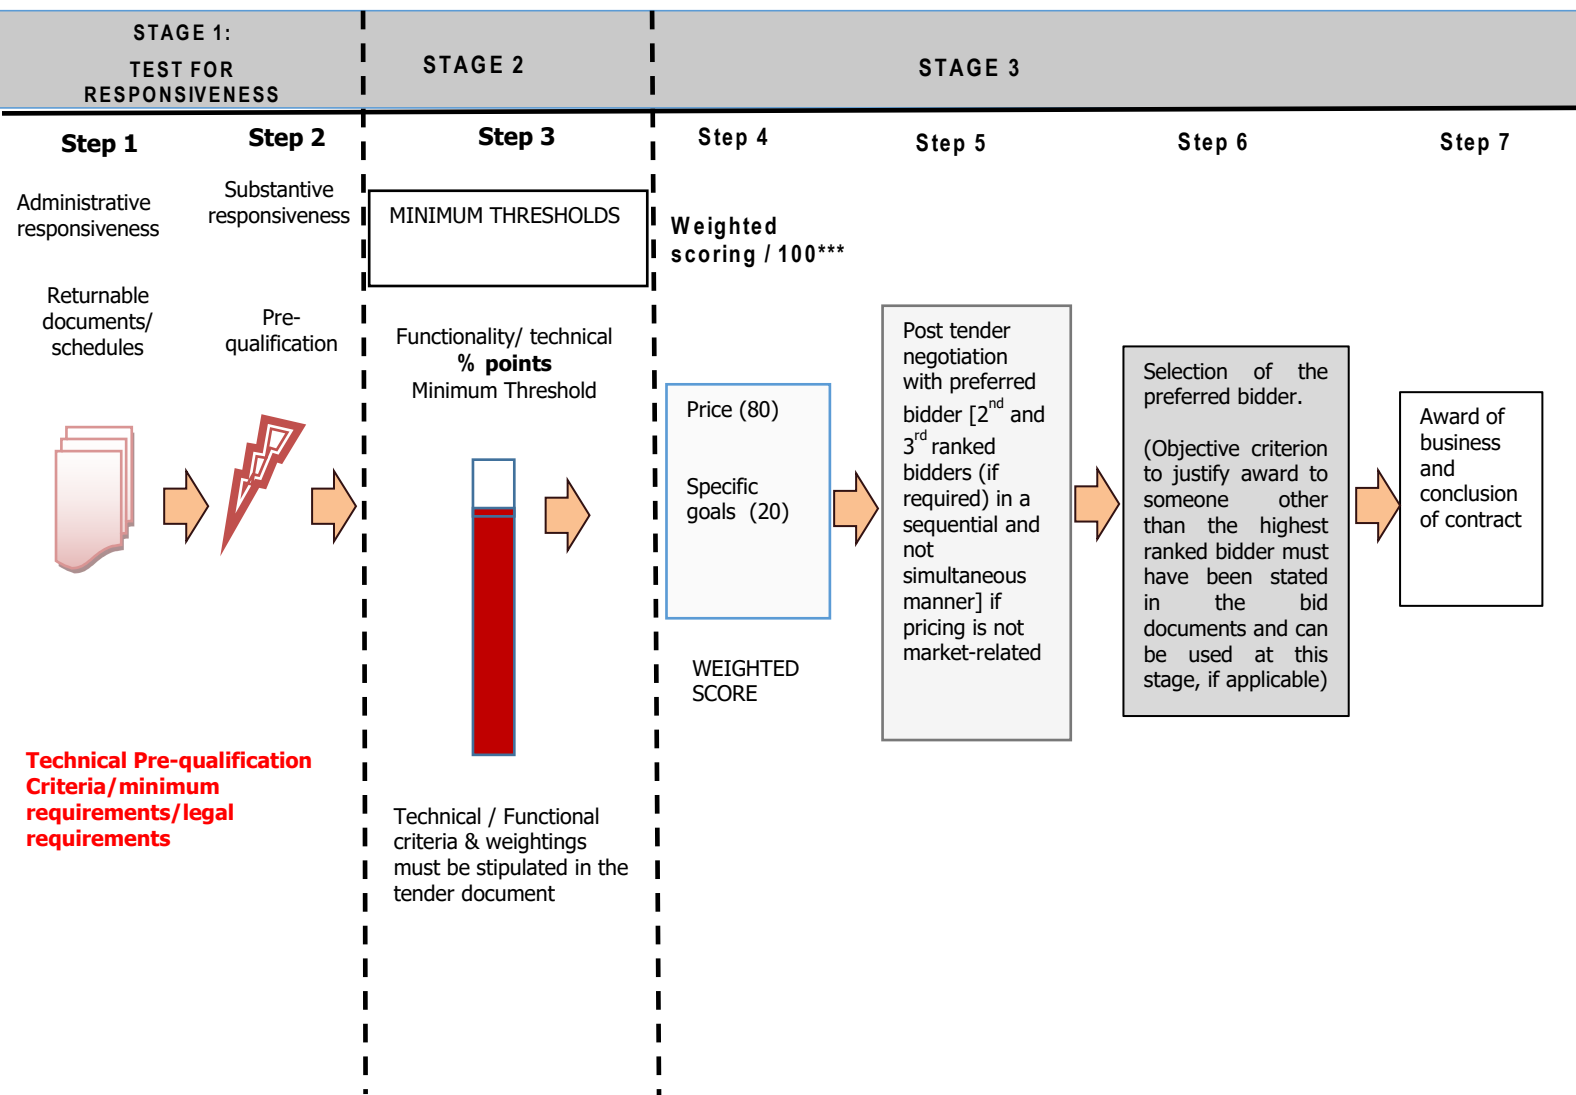 STAGE 1:
TEST FOR
RESPONSIVENESS
STAGE 2
STAGE 3
Step 1
Step 2
Step 3
Step 4
Step 5
Step 6
Step 7
Administrative
responsiveness
Returnable
documents/
schedules
Substantive
responsiveness
Pre-
qualification
Technical Pre-qualification
Criteria/minimum
requirements/legal
requirements
MINIMUM THRESHOLDS
Functionality/ technical
% points
Minimum Threshold
Technical / Functional
criteria & weightings
must be stipulated in the
tender document
Weighted
scoring / 100***
Price (80)
Specific
goals (20)
WEIGHTED
SCORE
Post tender
negotiation
with preferred
bidder [2nd and
3rd ranked
bidders (if
required) in a
sequential and
not
simultaneous
manner] if
pricing is not
market-related
Selection of the
preferred bidder.
(Objective criterion
to justify award to
someone other
than the highest
ranked bidder must
have been stated
in the bid
documents and can
be used at this
stage, if applicable)
Award of
business
and
conclusion
of contract